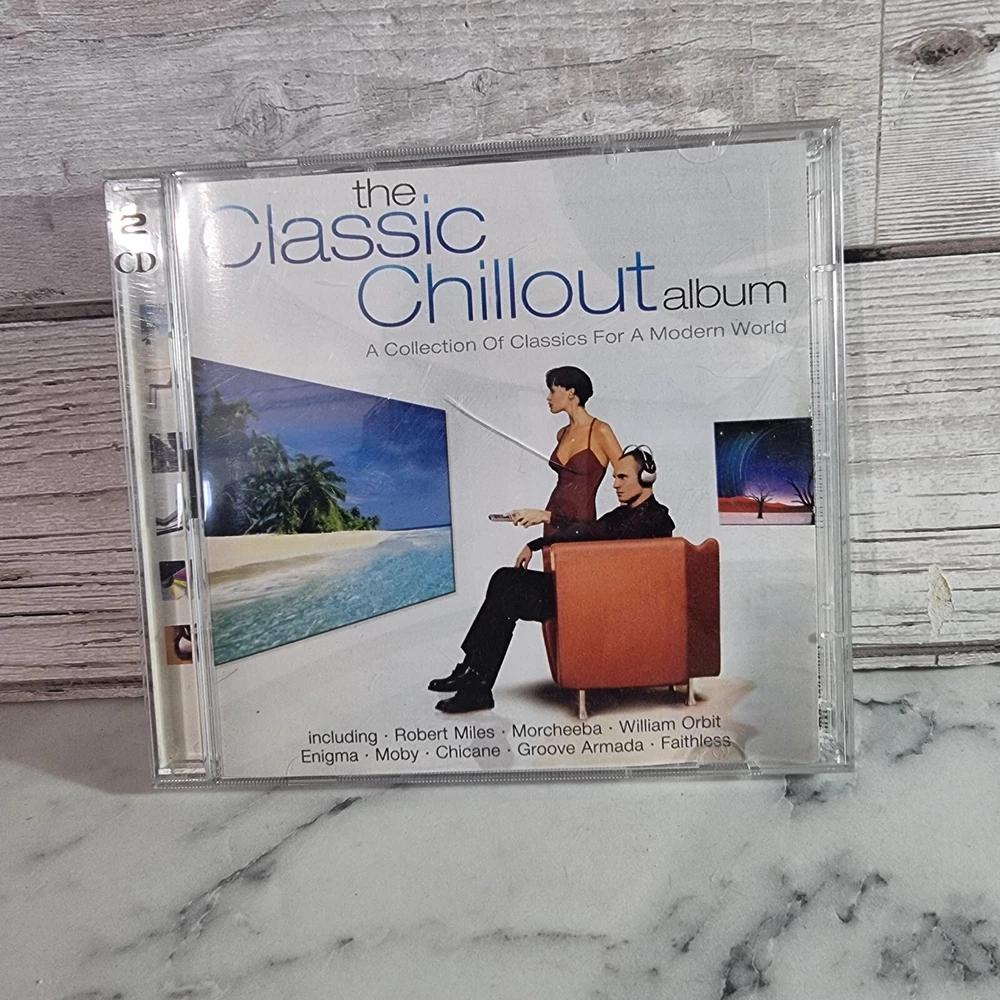 2
CD
the
Classic
Chillout album
A Collection Of Classics For A Modern World
including · Robert Miles · Morcheeba · William Orbit
Enigma · Moby · Chicane · Groove Armada · Faithless